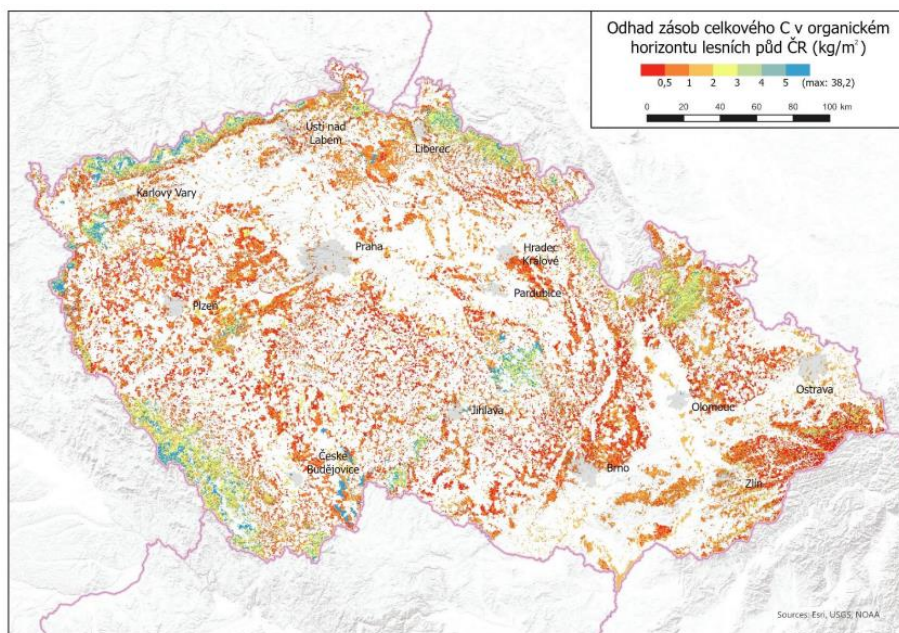 Odhad zásob celkového C v organickém
horizontu lesních půd ČR (kg/m²)
0,5 1 2 3 4 5 (max: 38,2)
0 20 40 60 80 100 km
Ústí nad
Labem
Liberec
Karlovy Vary
Praha
Hradec
Králové
Pardubice
Plzeň
Ostrava
Olomouc
Jihlava
České
Budějovice
Brno
Zlín
Sources: Esri, USGS, NOAA